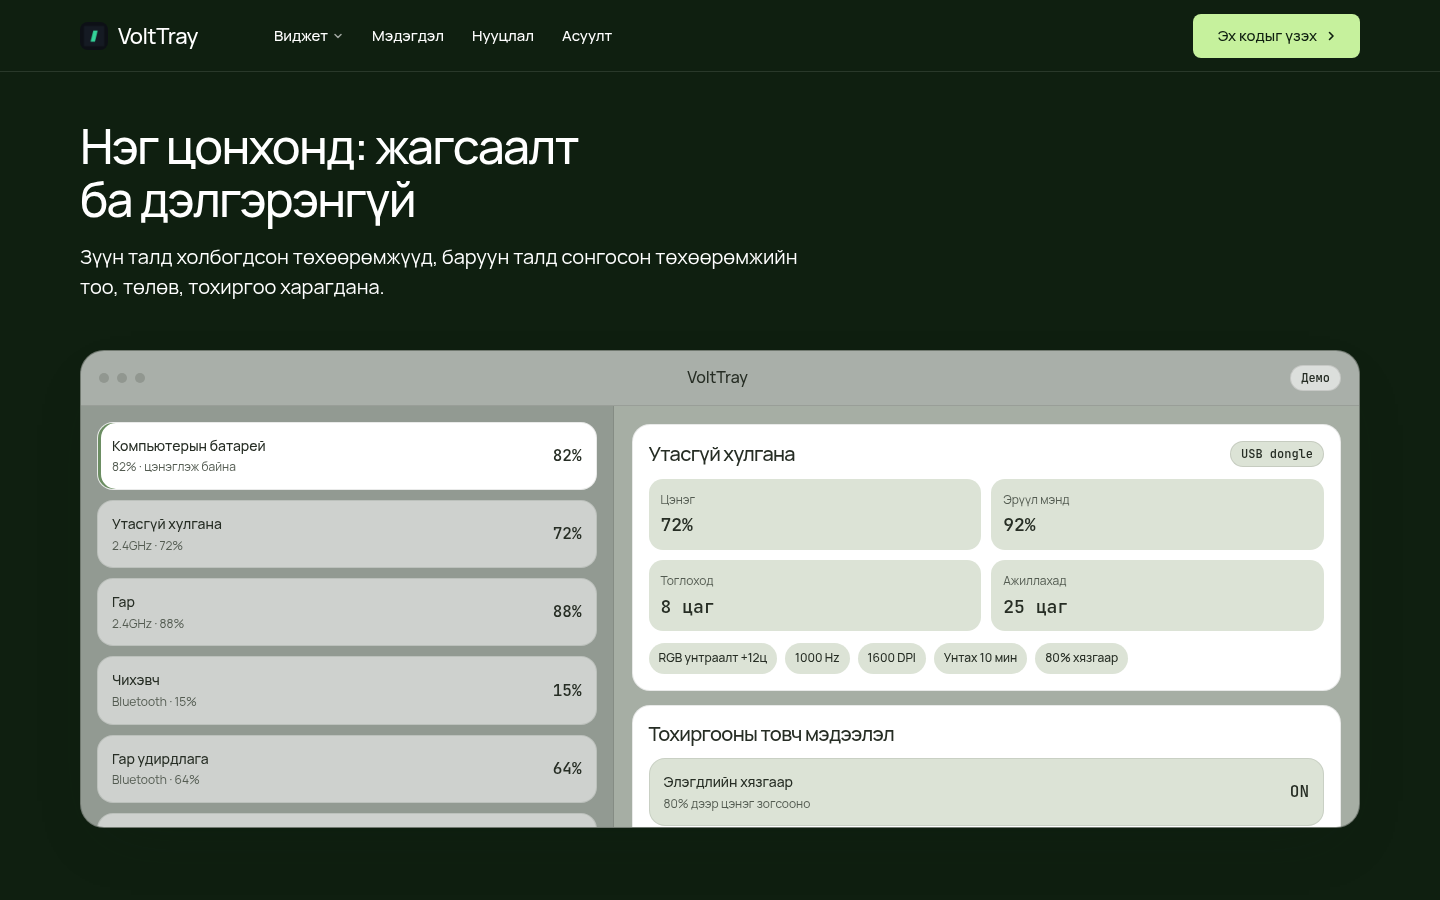 VoltTray
Виджет
Мэдэгдэл
Нууцлал
Асуулт
Эх кодыг үзэх
Нэг цонхонд: жагсаалт
ба дэлгэрэнгүй
Зүүн талд холбогдсон төхөөрөмжүүд, баруун талд сонгосон төхөөрөмжийн
тоо, төлөв, тохиргоо харагдана.
VoltTray
Демо
Компьютерын батарей
82% · цэнэглэж байна
82%
Утасгүй хулгана
2.4GHz · 72%
72%
Гар
2.4GHz · 88%
88%
Чихэвч
Bluetooth · 15%
15%
Гар удирдлага
Bluetooth · 64%
64%
Утасгүй хулгана
USB dongle
Цэнэг
72%
Эрүүл мэнд
92%
Тоглоход
8 цаг
Ажиллахад
25 цаг
RGB унтраалт +12ц
1000 Hz
1600 DPI
Унтах 10 мин
80% хязгаар
Тохиргооны товч мэдээлэл
Элэгдлийн хязгаар
80% дээр цэнэг зогсооно
ON